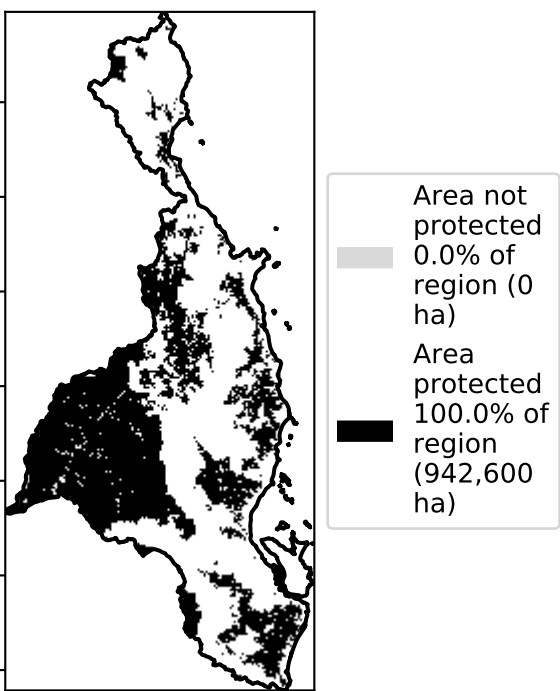 Area not
protected
0.0% of
region (0
ha)
Area
protected
100.0% of
region
(942,600
ha)